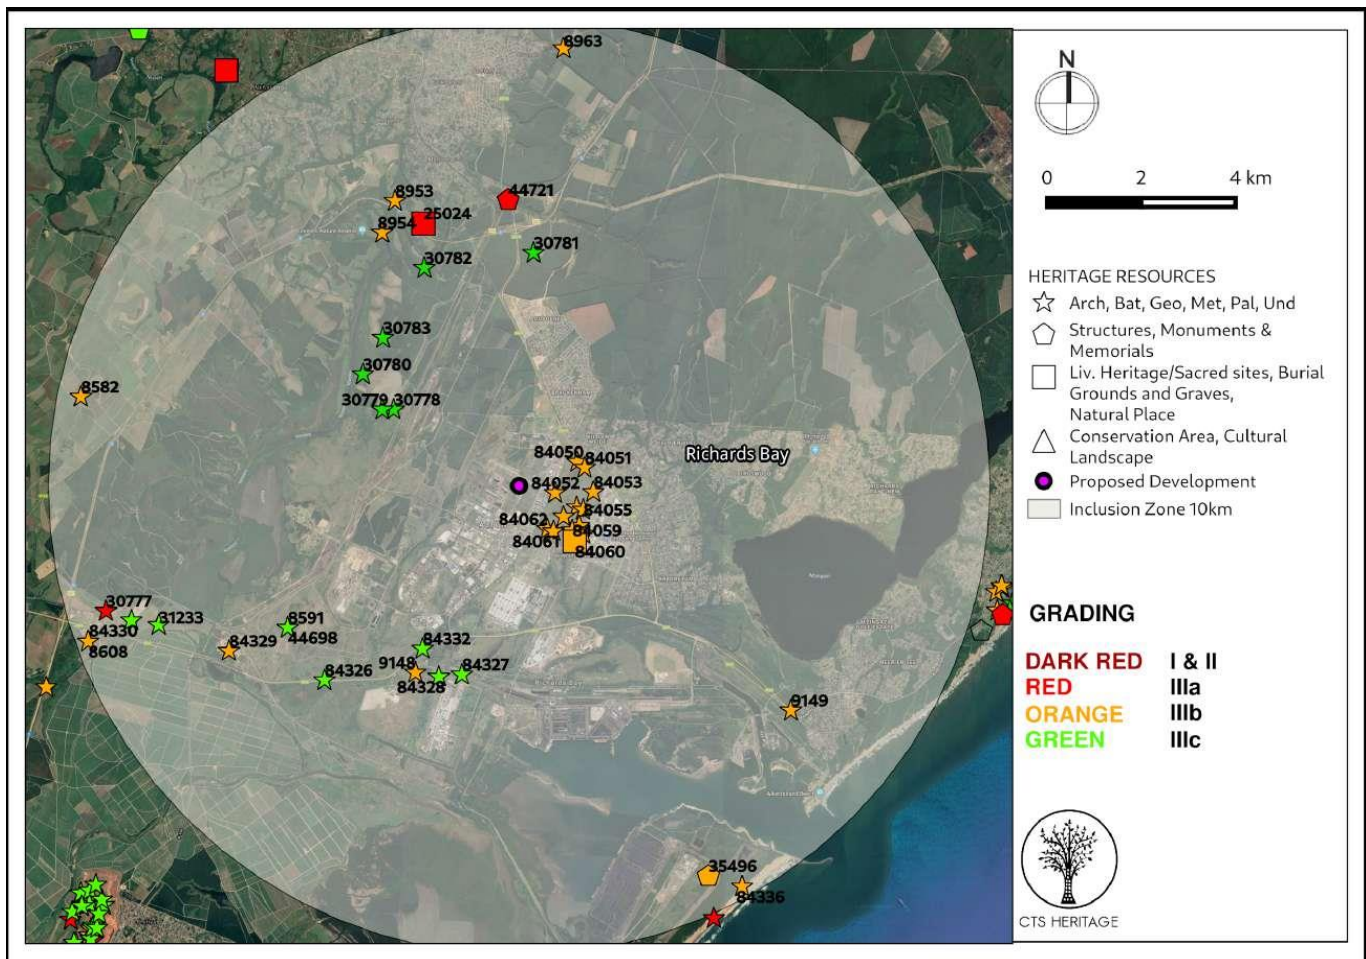 8963
8953
44721
25024
8954
30781
30782
30783
30780
8582
30779 30778
Richards Bay
84050 84051
84052 84053
84055
84062
84059
84061
84060
30777
31233
8591
84330
44698
84329
8608
84332
9148
84327
84326
84328
9149
35496
84336
N
0 2 4 km
HERITAGE RESOURCES
Arch, Bat, Geo, Met, Pal, Und
Structures, Monuments &
Memorials
Liv. Heritage/Sacred sites, Burial
Grounds and Graves,
Natural Place
Conservation Area, Cultural
Landscape
Proposed Development
Inclusion Zone 10km
GRADING
DARK RED I & II
RED IIIa
ORANGE IIIb
GREEN IIIc
CTS HERITAGE